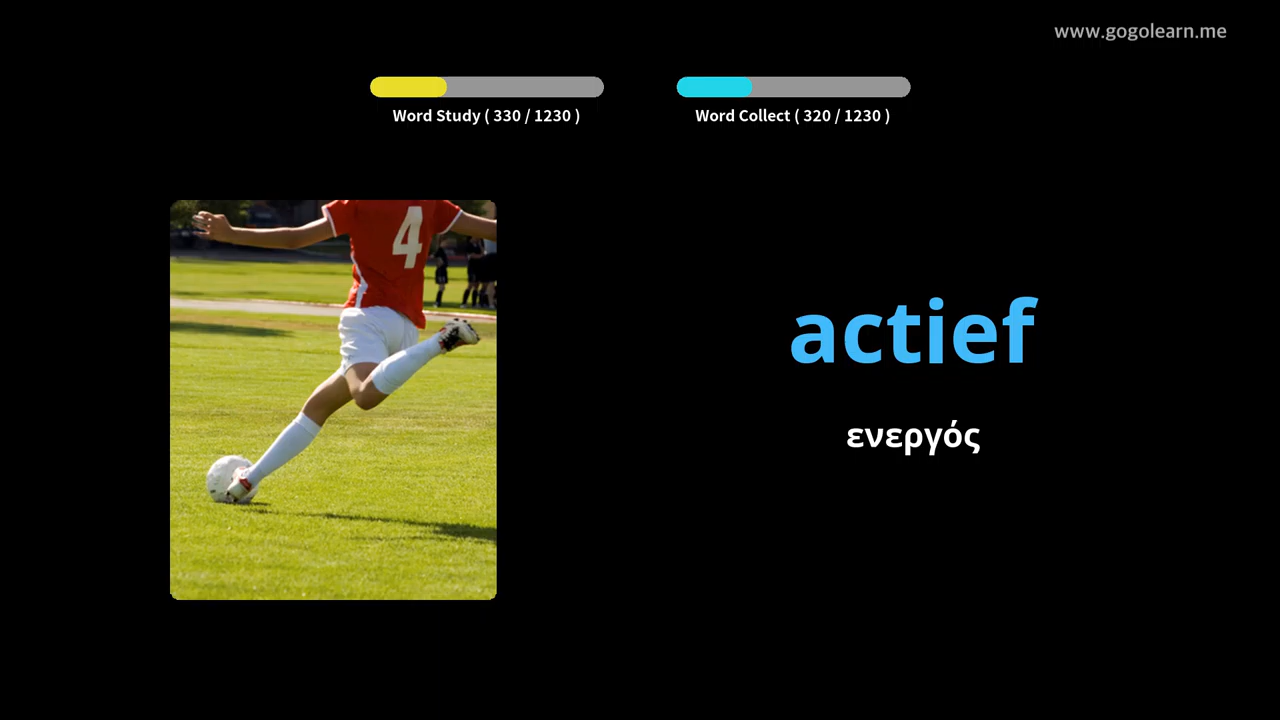 www.gogolearn.me
Word Study ( 330 / 1230 )
Word Collect ( 320 / 1230 )
4
actief
ενεργός